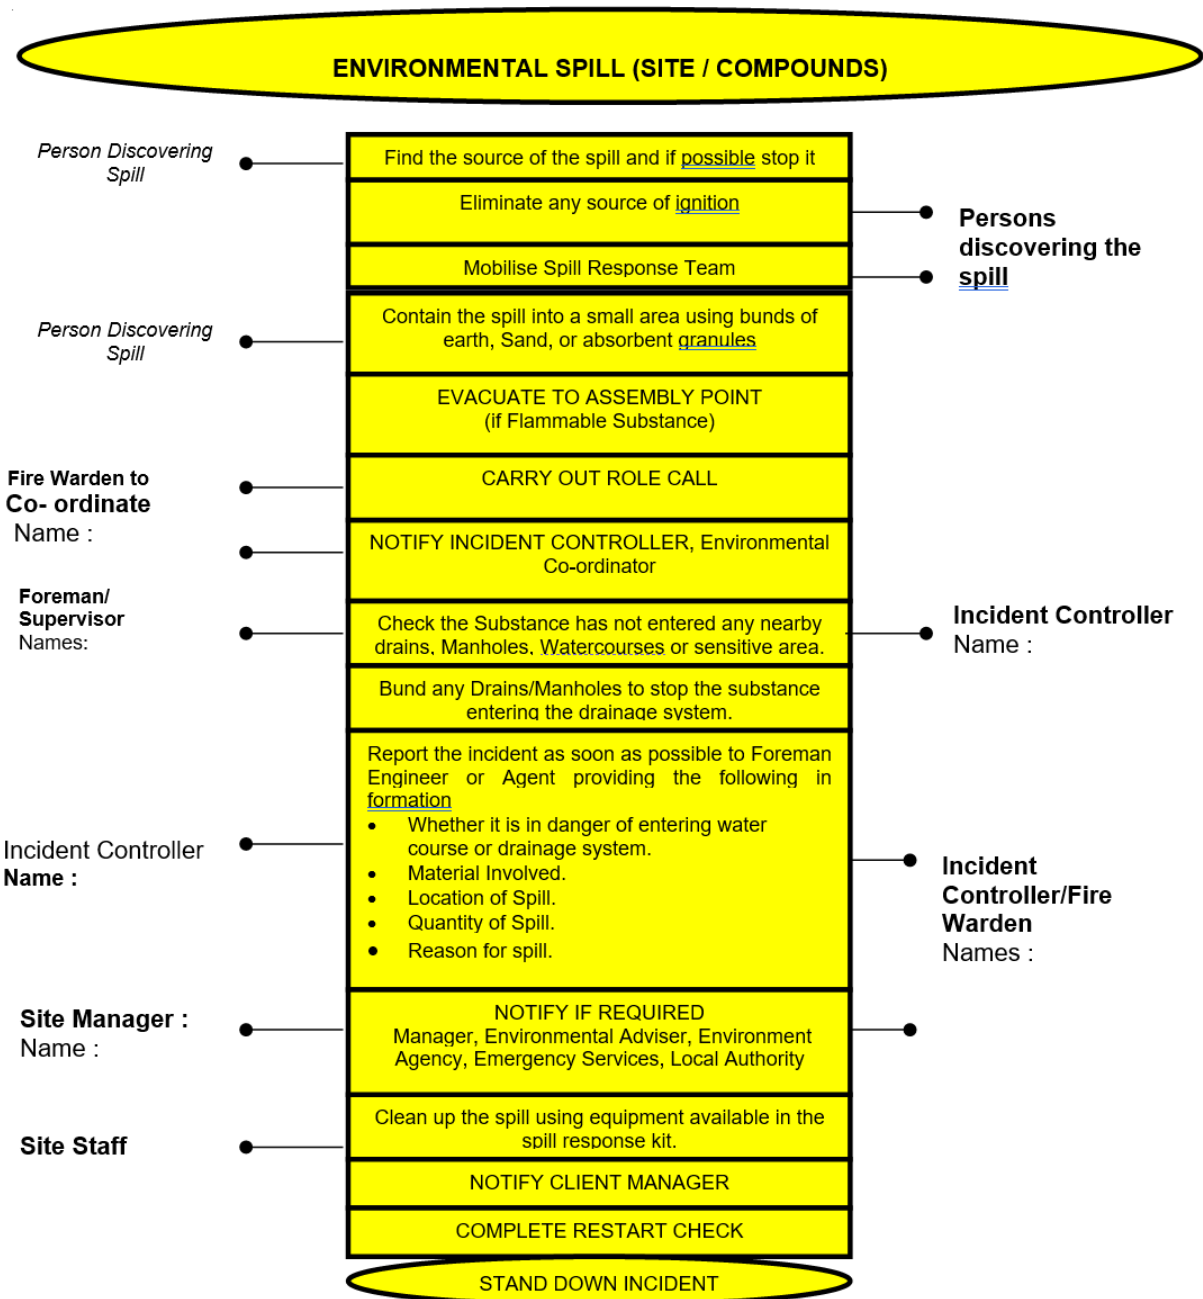 ENVIRONMENTAL SPILL (SITE / COMPOUNDS)
Person Discovering
Spill
Find the source of the spill and if possible stop it
Eliminate any source of ignition
Persons
discovering the
spill
Mobilise Spill Response Team
Person Discovering
Spill
Contain the spill into a small area using bunds of
earth, Sand, or absorbent granules
EVACUATE TO ASSEMBLY POINT
(if Flammable Substance)
Fire Warden to
Co- ordinate
Name :
CARRY OUT ROLE CALL
NOTIFY INCIDENT CONTROLLER, Environmental
Co-ordinator
Foreman/
Supervisor
Names:
Check the Substance has not entered any nearby
drains, Manholes, Watercourses or sensitive area.
Incident Controller
Name :
Bund any Drains/Manholes to stop the substance
entering the drainage system.
Report the incident as soon as possible to Foreman
Engineer or Agent providing the following in
formation
• Whether it is in danger of entering water
course or drainage system.
• Material Involved.
• Location of Spill.
• Quantity of Spill.
• Reason for spill.
Incident Controller
Name :
Incident
Controller/Fire
Warden
Names :
Site Manager :
Name :
NOTIFY IF REQUIRED
Manager, Environmental Adviser, Environment
Agency, Emergency Services, Local Authority
Site Staff
Clean up the spill using equipment available in the
spill response kit.
NOTIFY CLIENT MANAGER
COMPLETE RESTART CHECK
STAND DOWN INCIDENT